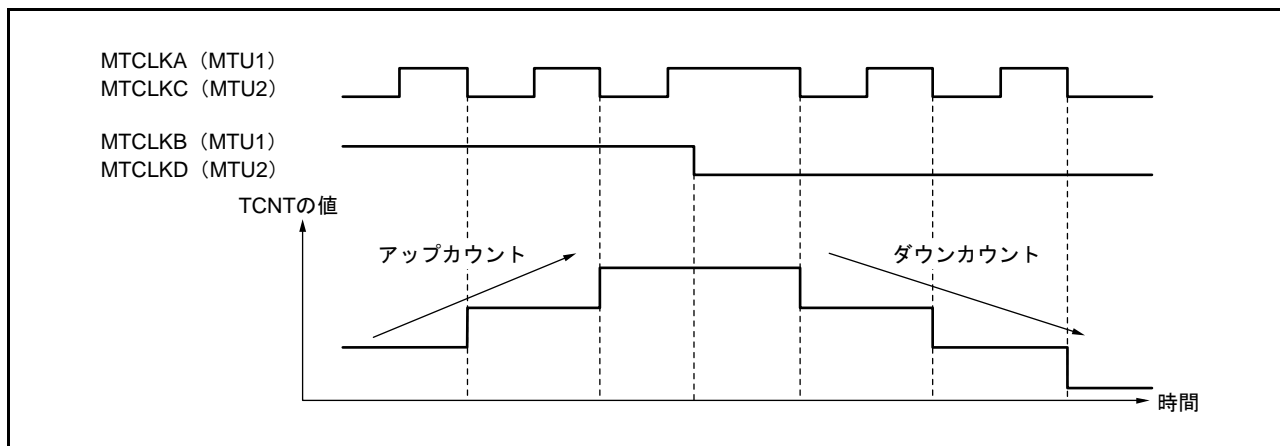 MTCLKA（MTU1）
MTCLKC（MTU2）
MTCLKB（MTU1）
MTCLKD（MTU2）
TCNTの値
アップカウント
ダウンカウント
時間